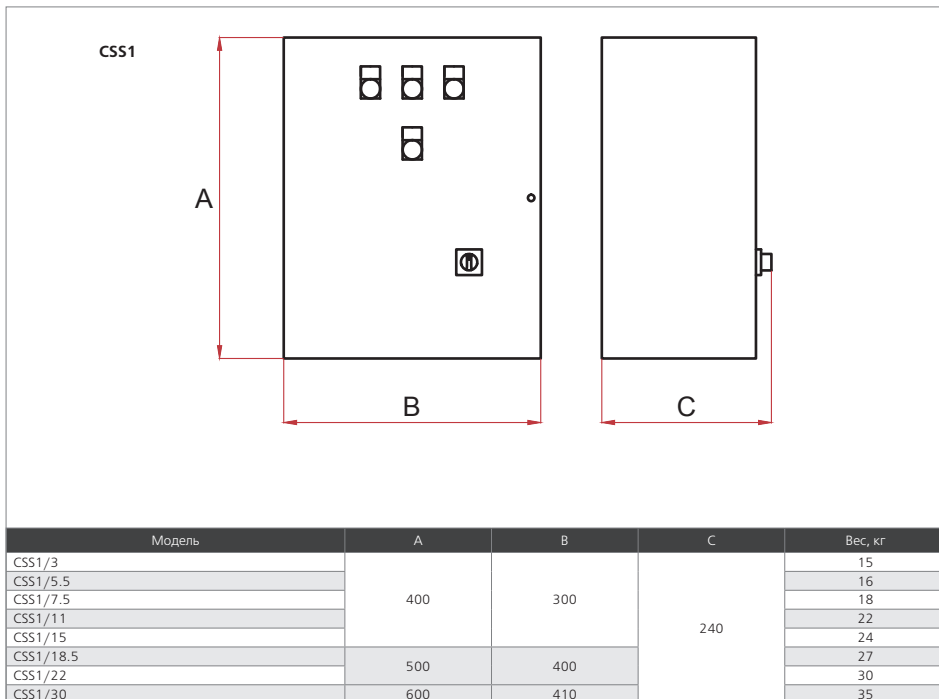 CSS1
A
B
C
Модель A B C Вес, кг
CSS1/3 15
CSS1/5.5 16
CSS1/7.5 400 300 18
CSS1/11 22
240
CSS1/15 24
CSS1/18.5 27
500 400
CSS1/22 30
CSS1/30 600 410 35